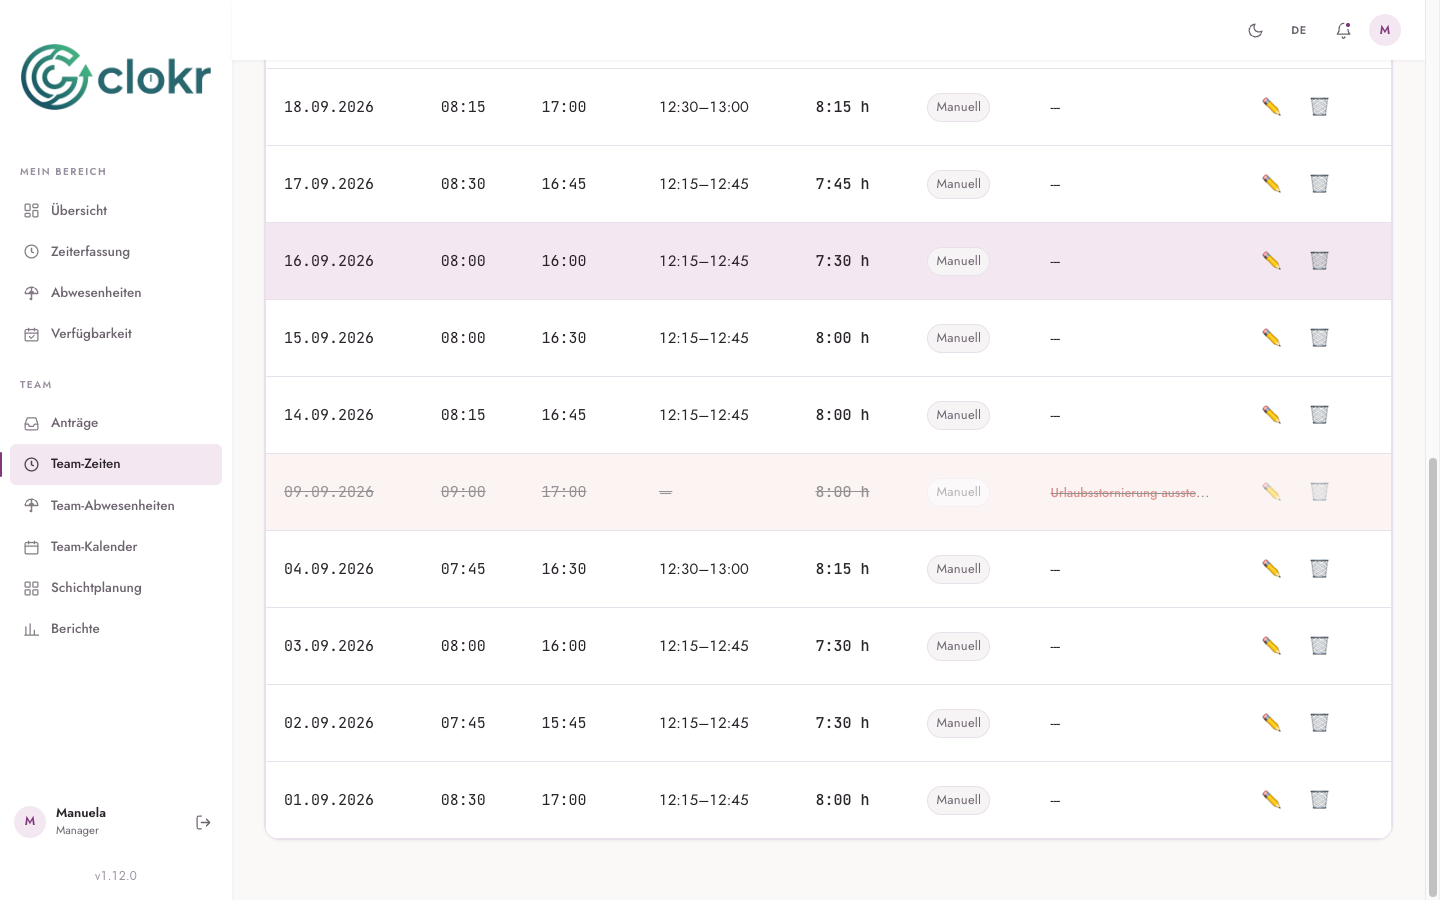 clokr
DE
M
MEIN BEREICH
Übersicht
Zeiterfassung
Abwesenheiten
Verfügbarkeit
TEAM
Anträge
Team-Zeiten
Team-Abwesenheiten
Team-Kalender
Schichtplanung
Berichte
M
Manuela
Manager
v1.12.0
18.09.2026 08:15 17:00 12:30–13:00 8:15 h Manuell —
17.09.2026 08:30 16:45 12:15–12:45 7:45 h Manuell —
16.09.2026 08:00 16:00 12:15–12:45 7:30 h Manuell —
15.09.2026 08:00 16:30 12:15–12:45 8:00 h Manuell —
14.09.2026 08:15 16:45 12:15–12:45 8:00 h Manuell —
09.09.2026 09:00 17:00 — 8:00 h Manuell Urlaubsstornierung ausste...
04.09.2026 07:45 16:30 12:30–13:00 8:15 h Manuell —
03.09.2026 08:00 16:00 12:15–12:45 7:30 h Manuell —
02.09.2026 07:45 15:45 12:15–12:45 7:30 h Manuell —
01.09.2026 08:30 17:00 12:15–12:45 8:00 h Manuell —